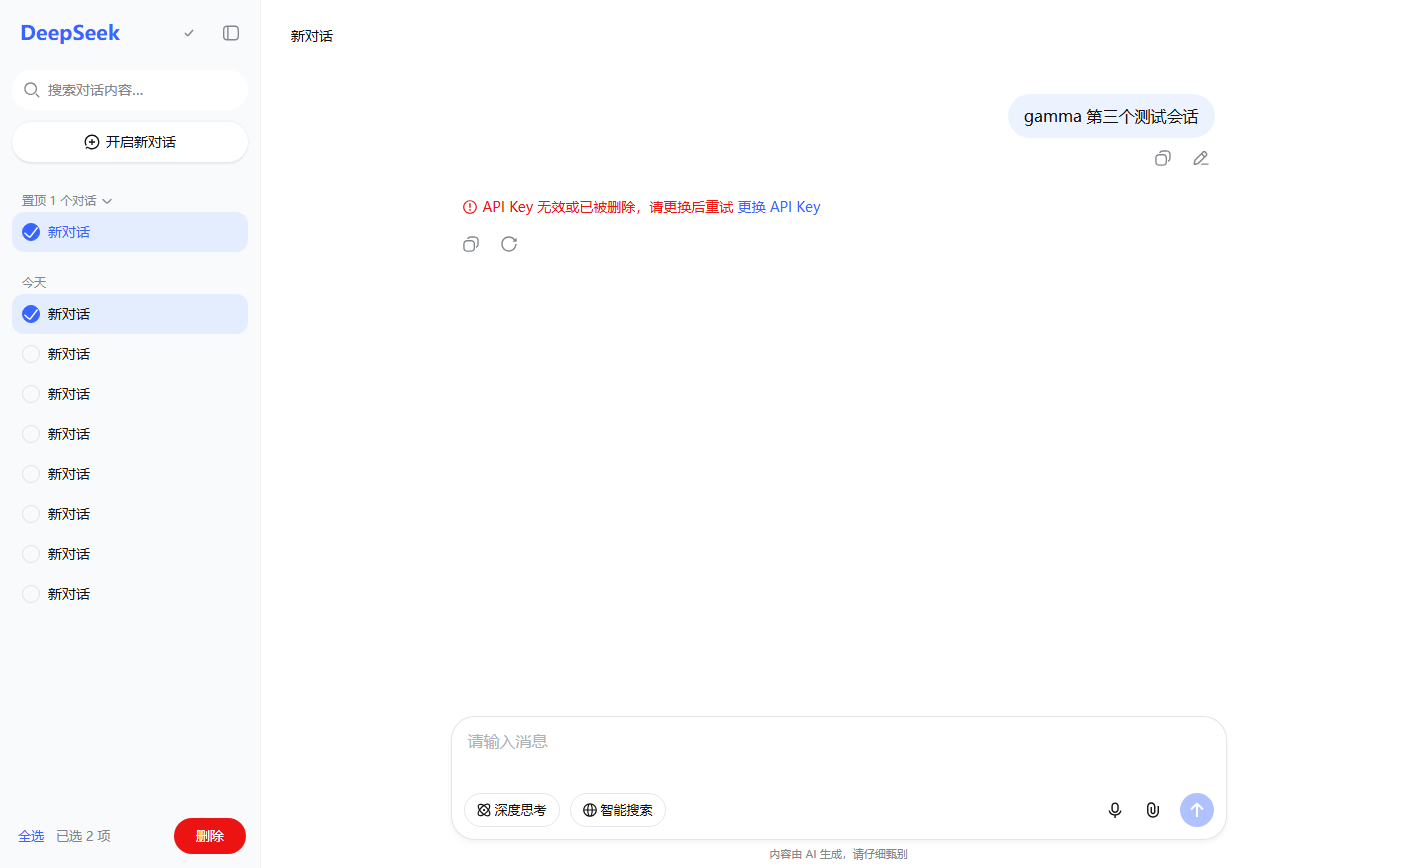 DeepSeek
搜索对话内容...
开启新对话
置顶 1 个对话
新对话
今天
新对话
新对话
新对话
新对话
新对话
新对话
新对话
新对话
全选 已选 2 项 删除
新对话
gamma 第三个测试会话
API Key 无效或已被删除，请更换后重试 更换 API Key
请输入消息
深度思考 智能搜索
内容由 AI 生成，请仔细甄别